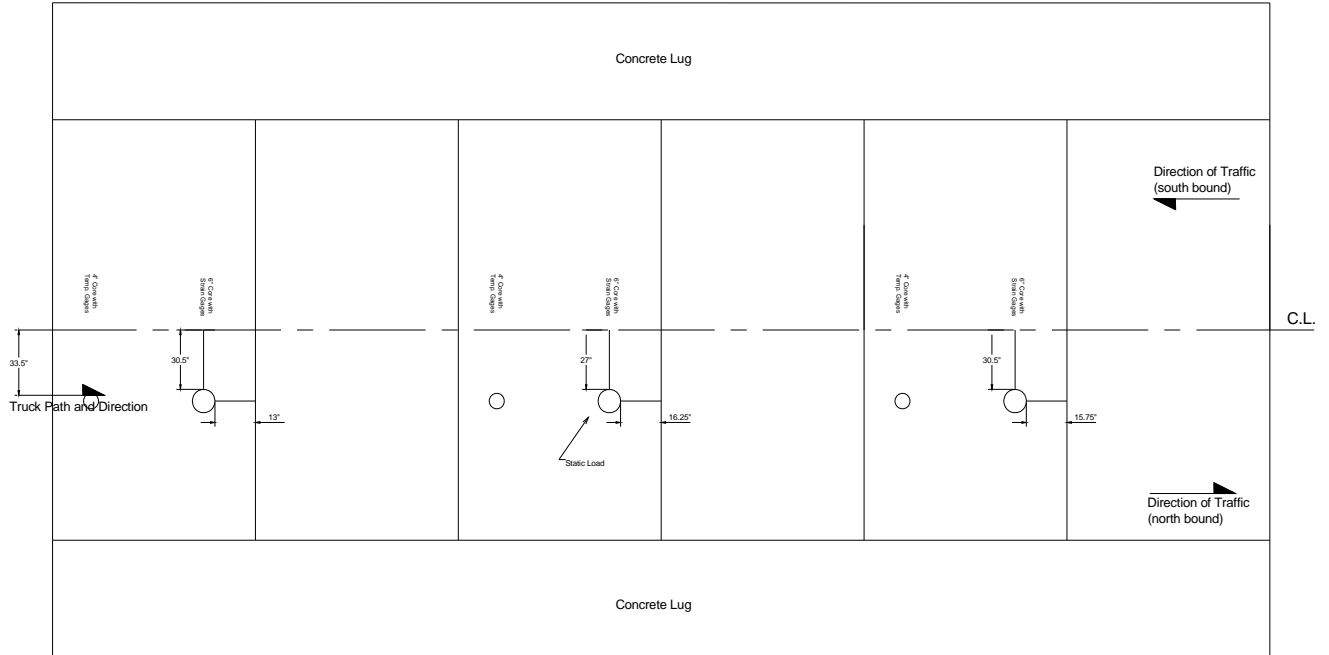 Concrete Lug
Direction of Traffic
(south bound)
4" Core with
Temp. Gages
6" Core with
Strain Gages
4" Core with
Temp. Gages
6" Core with
Strain Gages
4" Core with
Temp. Gages
6" Core with
Strain Gages
C.L.
33.5"
30.5"
27"
30.5"
Truck Path and Direction
13"
16.25"
15.75"
Static Load
Direction of Traffic
(north bound)
Concrete Lug